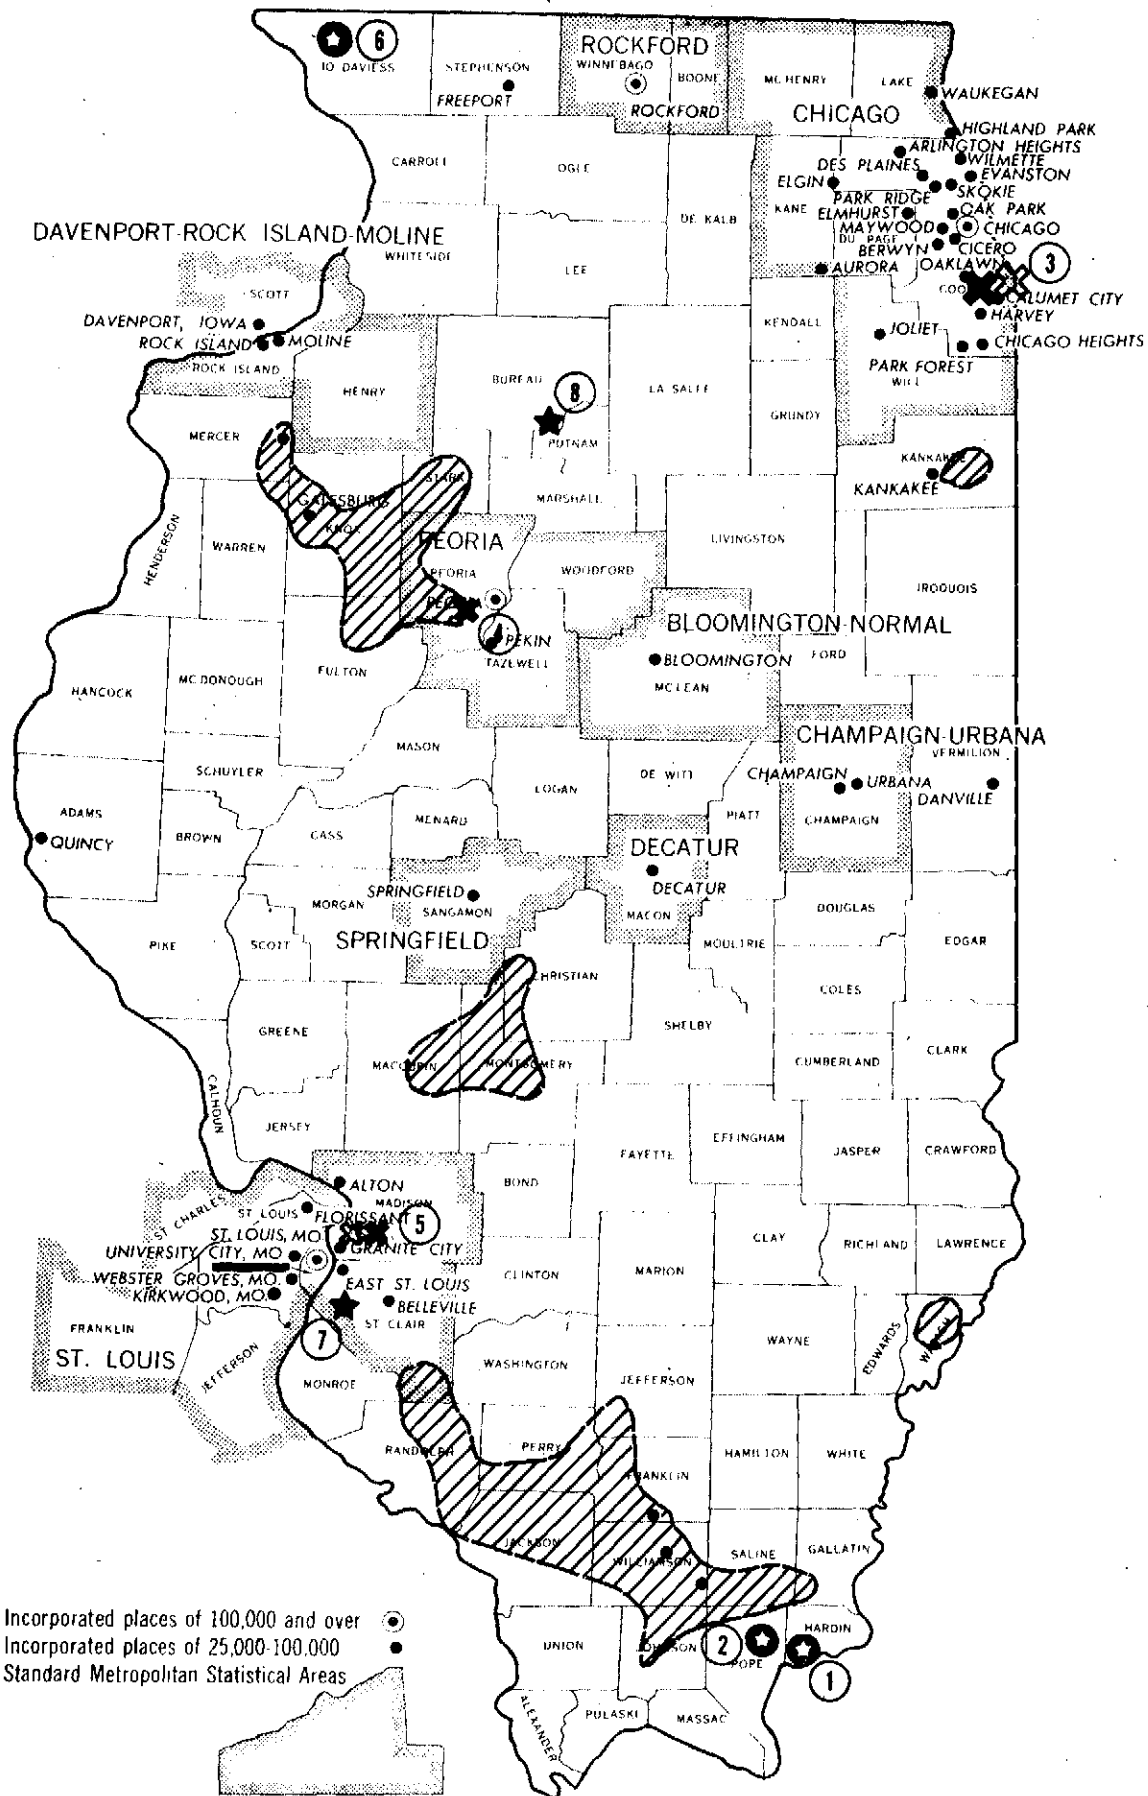 6
JO DAVIESS
STEPHENSON
FREEPORT
ROCKFORD
WINNEBAGO
BOONE
ROCKFORD
MC HENRY
LAKE
WAUKEGAN
CHICAGO
HIGHLAND PARK
ARLINGTON HEIGHTS
WILMETTE
DES PLAINES
EVANSTON
ELGIN
PARK RIDGE
SKOKIE
KANE
ELMHURST
OAK PARK
MAYWOOD
CHICAGO
DU PAGE
BERWYN
CICERO
AURORA
OAKLAWN
3
COO
CALUMET CITY
HARVEY
JOLIET
CHICAGO HEIGHTS
PARK FOREST
WILL
CARROLL
OGLE
DE KALB
DAVENPORT-ROCK ISLAND-MOLINE
WHITESIDE
LEE
SCOTT
DAVENPORT, IOWA
ROCK ISLAND
MOLINE
ROCK ISLAND
KENDALL
HENRY
BUREAU
8
LA SALLE
GRUNDY
PUTNAM
MERCER
KANKAKEE
KANKAKEE
STARK
MARSHALL
GALESBURG
KNOX
HENDERSON
WARREN
PEORIA
PEORIA
WOODFORD
LIVINGSTON
IROQUOIS
PEORIA
PEKIN
TAZEWELL
BLOOMINGTON-NORMAL
BLOOMINGTON
MCLEAN
FORD
FULTON
HANCOCK
MC DONOUGH
MASON
CHAMPAIGN-URBANA
VERMILION
SCHUYLER
LOGAN
DE WITT
CHAMPAIGN
URBANA
DANVILLE
ADAMS
QUINCY
BROWN
CASS
MENARD
PIATT
CHAMPAIGN
DECATUR
DECATUR
MACON
SPRINGFIELD
SANGAMON
SPRINGFIELD
MORGAN
SCOTT
PIKE
DOUGLAS
MOULTRIE
EDGAR
CHRISTIAN
COLES
SHELBY
GREENE
MACOUPIN
MONTGOMERY
CUMBERLAND
CLARK
CALHOUN
JERSEY
FAYETTE
EFFINGHAM
JASPER
CRAWFORD
BOND
ALTON
MADISON
ST CHARLES
ST LOUIS
FLORISSANT
5
ST. LOUIS, MO.
GRANITE CITY
UNIVERSITY CITY, MO.
WEBSTER GROVES, MO.
EAST ST. LOUIS
KIRKWOOD, MO.
BELLEVILLE
ST CLAIR
7
FRANKLIN
ST. LOUIS
JEFFERSON
MONROE
CLINTON
MARION
CLAY
RICHLAND
LAWRENCE
WAYNE
EDWARDS
WABASH
WASHINGTON
JEFFERSON
RANDOLPH
PERRY
FRANKLIN
HAMILTON
WHITE
JACKSON
WILLIAMSON
SALINE
GALLATIN
UNION
JOHNSON
2
POPE
HARDIN
1
ALEXANDER
PULASKI
MASSAC
Incorporated places of 100,000 and over
Incorporated places of 25,000-100,000
Standard Metropolitan Statistical Areas